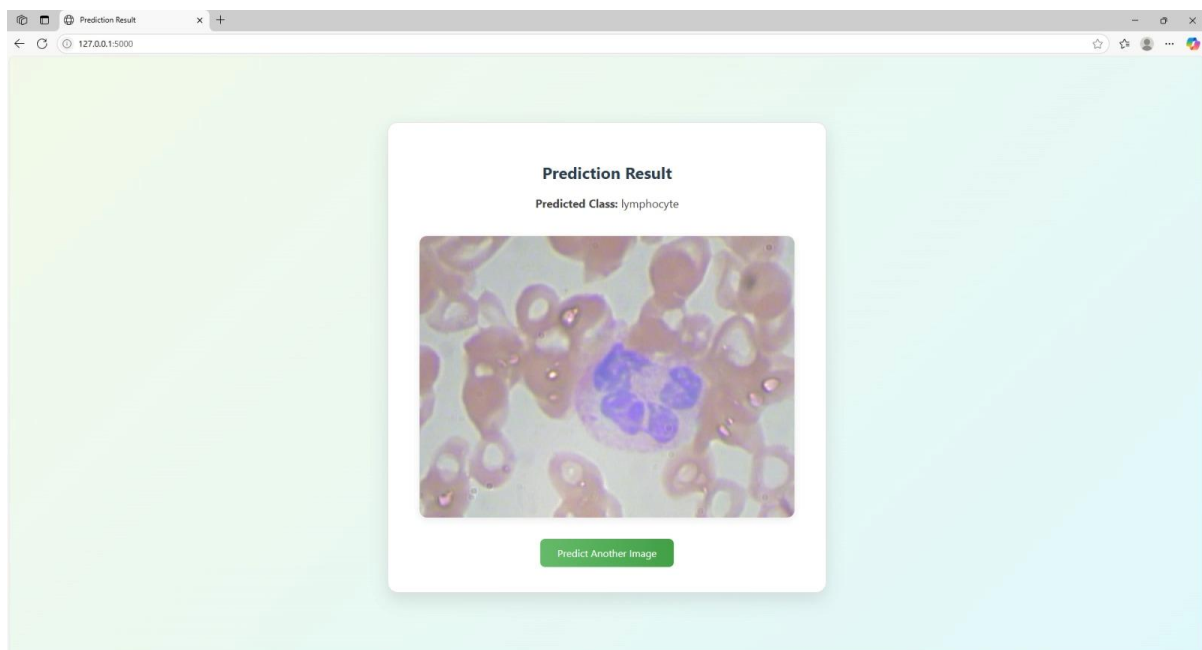 Prediction Result
127.0.0.1:5000
Prediction Result
Predicted Class: lymphocyte
Predict Another Image